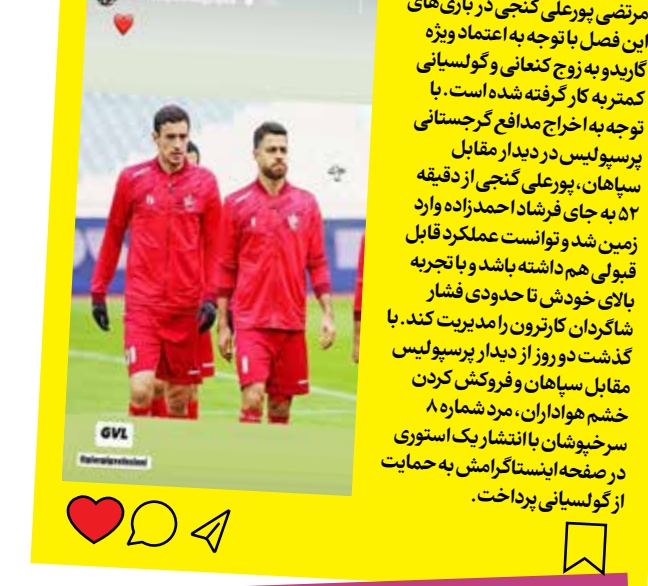 مرتضی پورعلی گنجی در بازی‌های
این فصل با توجه به اعتماد ویژه
گاریدو به زوج کنعانی و گولسیانی
کمتر به کار گرفته شده است. با
توجه به اخراج مدافع گرجستانی
پرسپولیس در دیدار مقابل
سپاهان، پورعلی گنجی از دقیقه
۵۲ به جای فرشاد احمدزاده وارد
زمین شد و توانست عملکرد قابل
قبولی هم داشته باشد و با تجربه
بالای خودش تا حدودی فشار
شاگردان کارترون را مدیریت کند. با
گذشت دو روز از دیدار پرسپولیس
مقابل سپاهان و فروکش کردن
خشم هواداران، مرد شماره ۸
سرخپوشان با انتشار یک استوری
در صفحه اینستاگرامش به حمایت
از گولسیانی پرداخت.
GVL